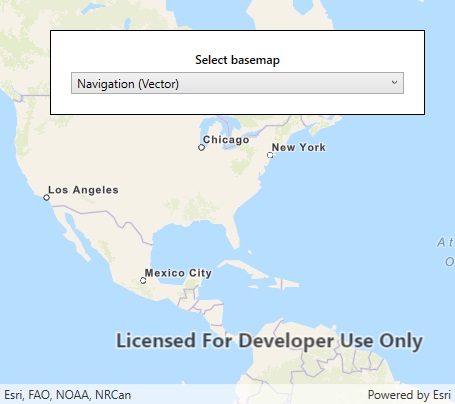 Select basemap
Navigation (Vector)
Chicago
New York
Los Angeles
At
O
Mexico City
Licensed For Developer Use Only
Esri, FAO, NOAA, NRCan
Powered by Esri